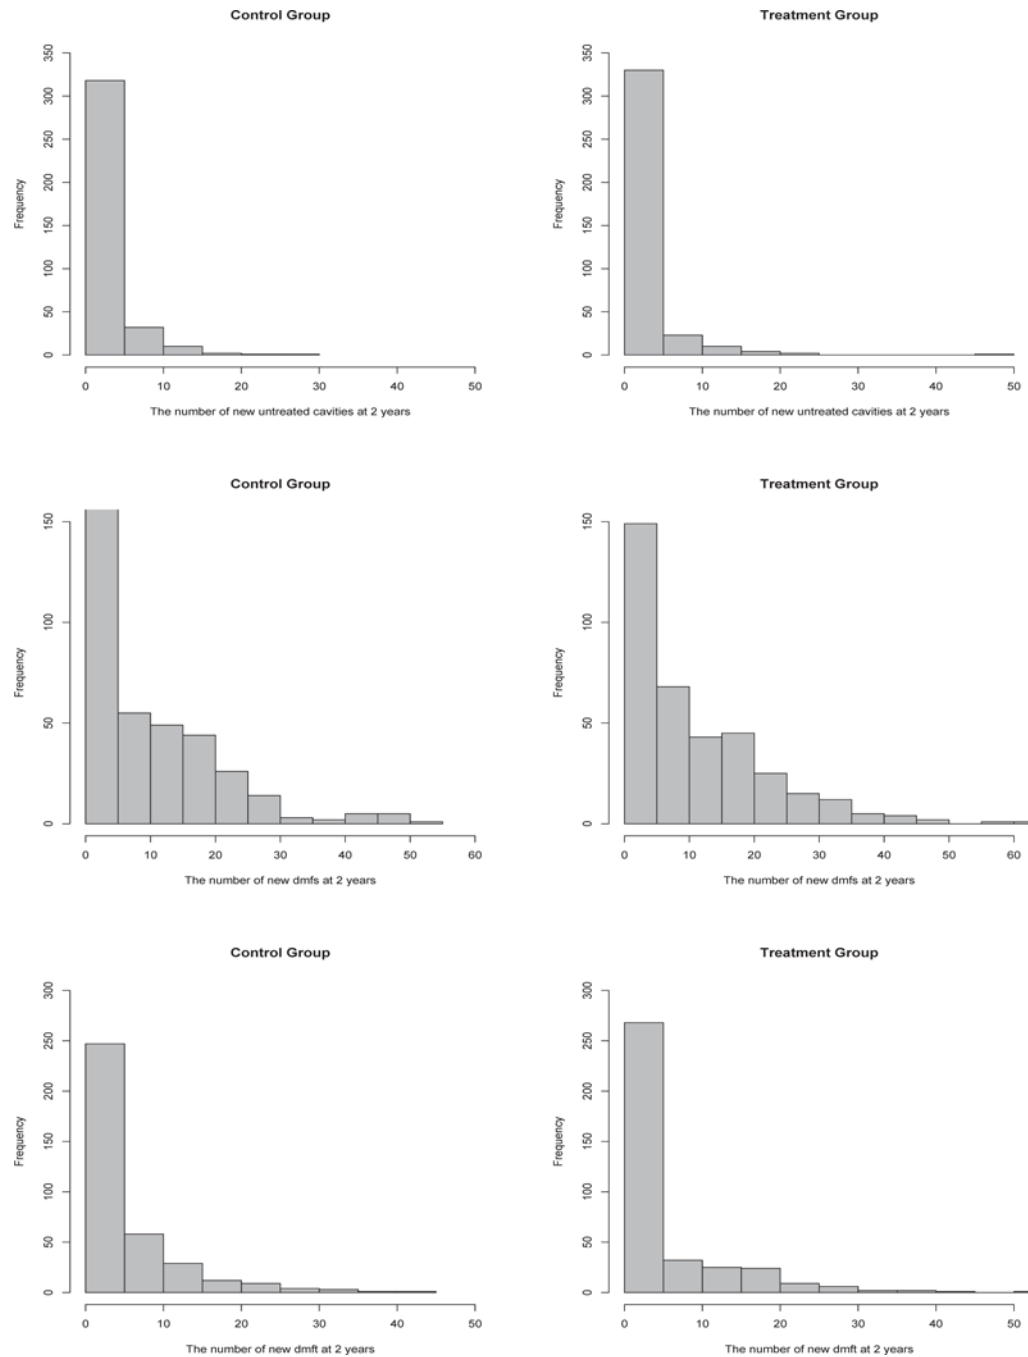 Control Group
Treatment Group
350
300
250
200
150
100
50
0
Frequency
0 10 20 30 40 50
The number of new untreated cavities at 2 years
350
300
250
200
150
100
50
0
Frequency
0 10 20 30 40 50
The number of new untreated cavities at 2 years
Control Group
Treatment Group
150
100
50
0
Frequency
0 10 20 30 40 50 60
The number of new dmfs at 2 years
150
100
50
0
Frequency
0 10 20 30 40 50 60
The number of new dmfs at 2 years
Control Group
Treatment Group
300
250
200
150
100
50
0
Frequency
0 10 20 30 40 50
The number of new dmft at 2 years
300
250
200
150
100
50
0
Frequency
0 10 20 30 40 50
The number of new dmft at 2 years